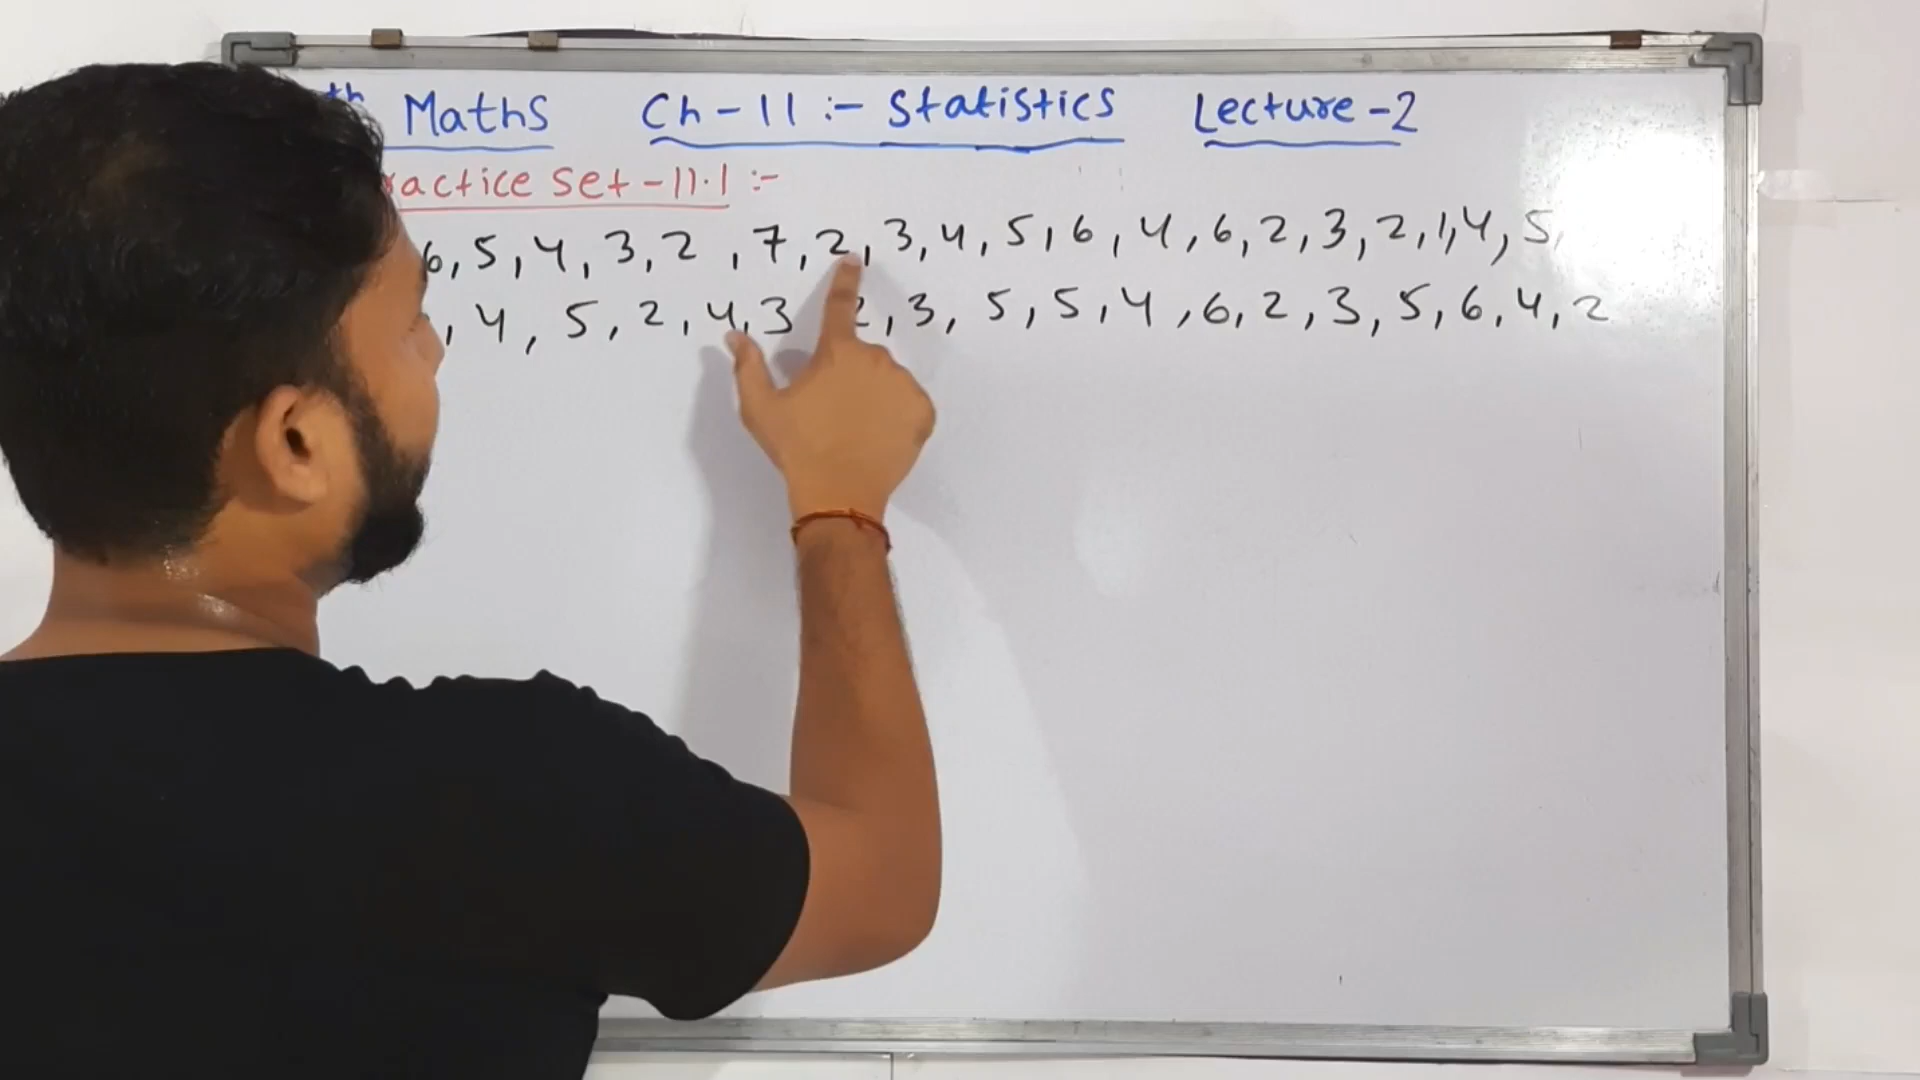 th Maths Ch-11 :- Statistics Lecture-2
ractice Set-11.1 :-
6, 5, 4, 3, 2 , 7, 2, 3, 4, 5, 6, 4, 6, 2, 3, 2, 1, 4, 5,
, 4, 5, 2, 4, 3 2, 3, 5, 5, 4, 6, 2, 3, 5, 6, 4, 2